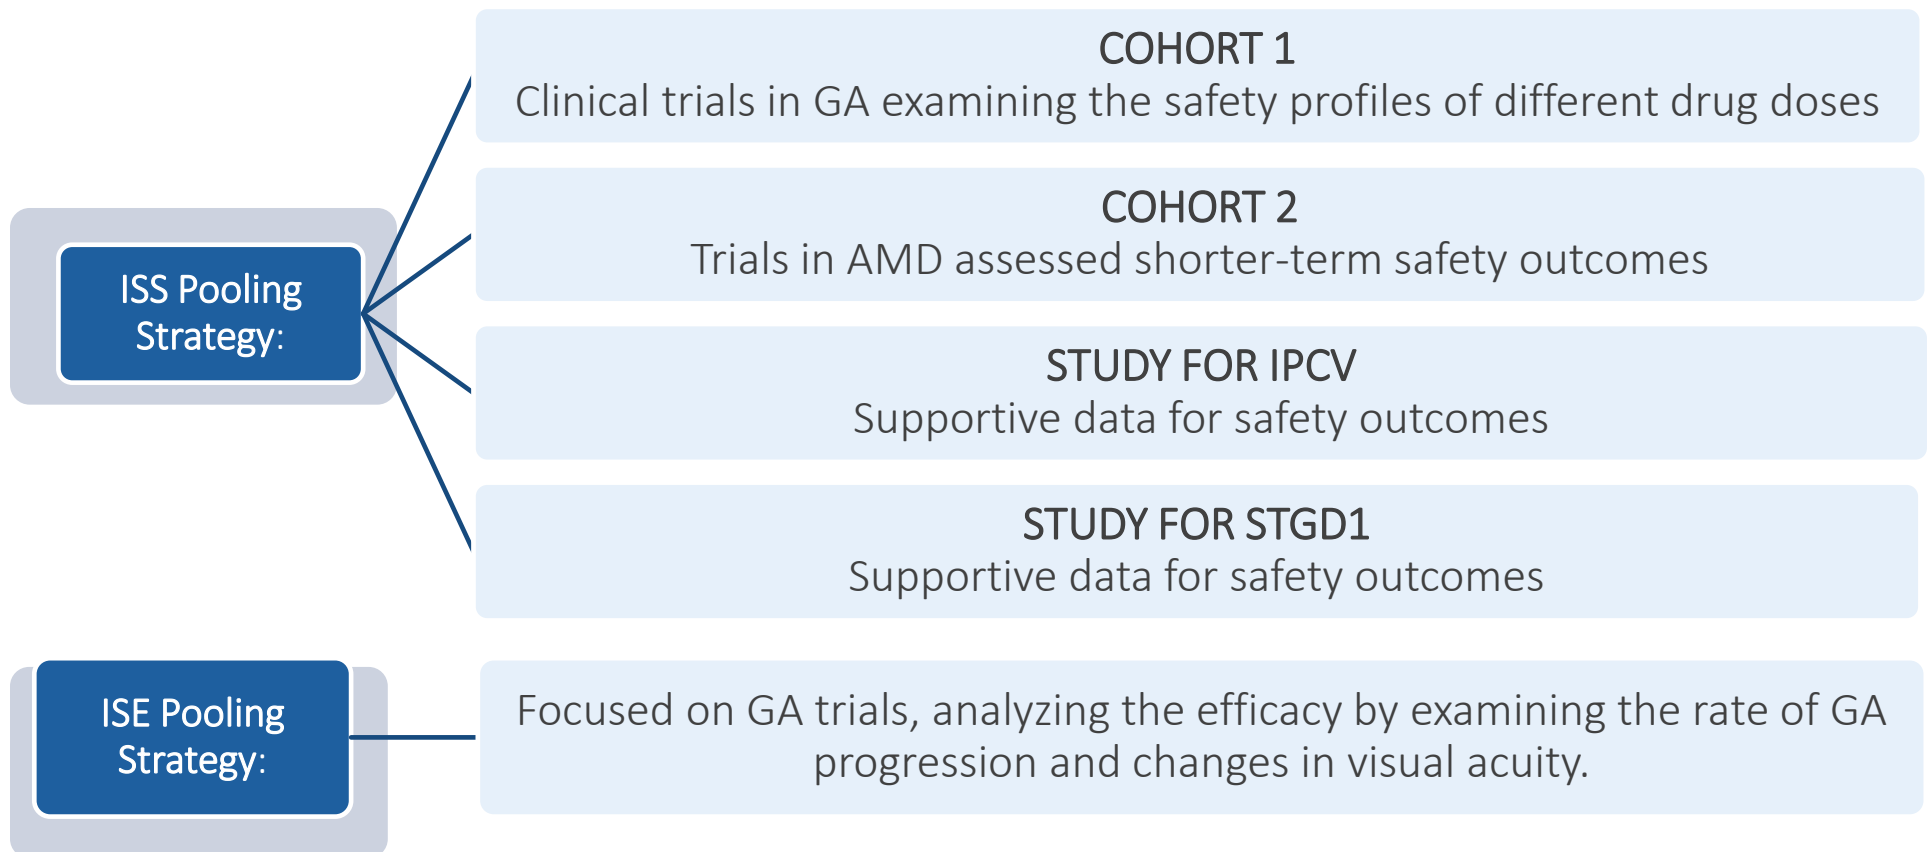 ISS Pooling
Strategy:
COHORT 1
Clinical trials in GA examining the safety profiles of different drug doses
COHORT 2
Trials in AMD assessed shorter-term safety outcomes
STUDY FOR IPCV
Supportive data for safety outcomes
STUDY FOR STGD1
Supportive data for safety outcomes
ISE Pooling
Strategy:
Focused on GA trials, analyzing the efficacy by examining the rate of GA
progression and changes in visual acuity.